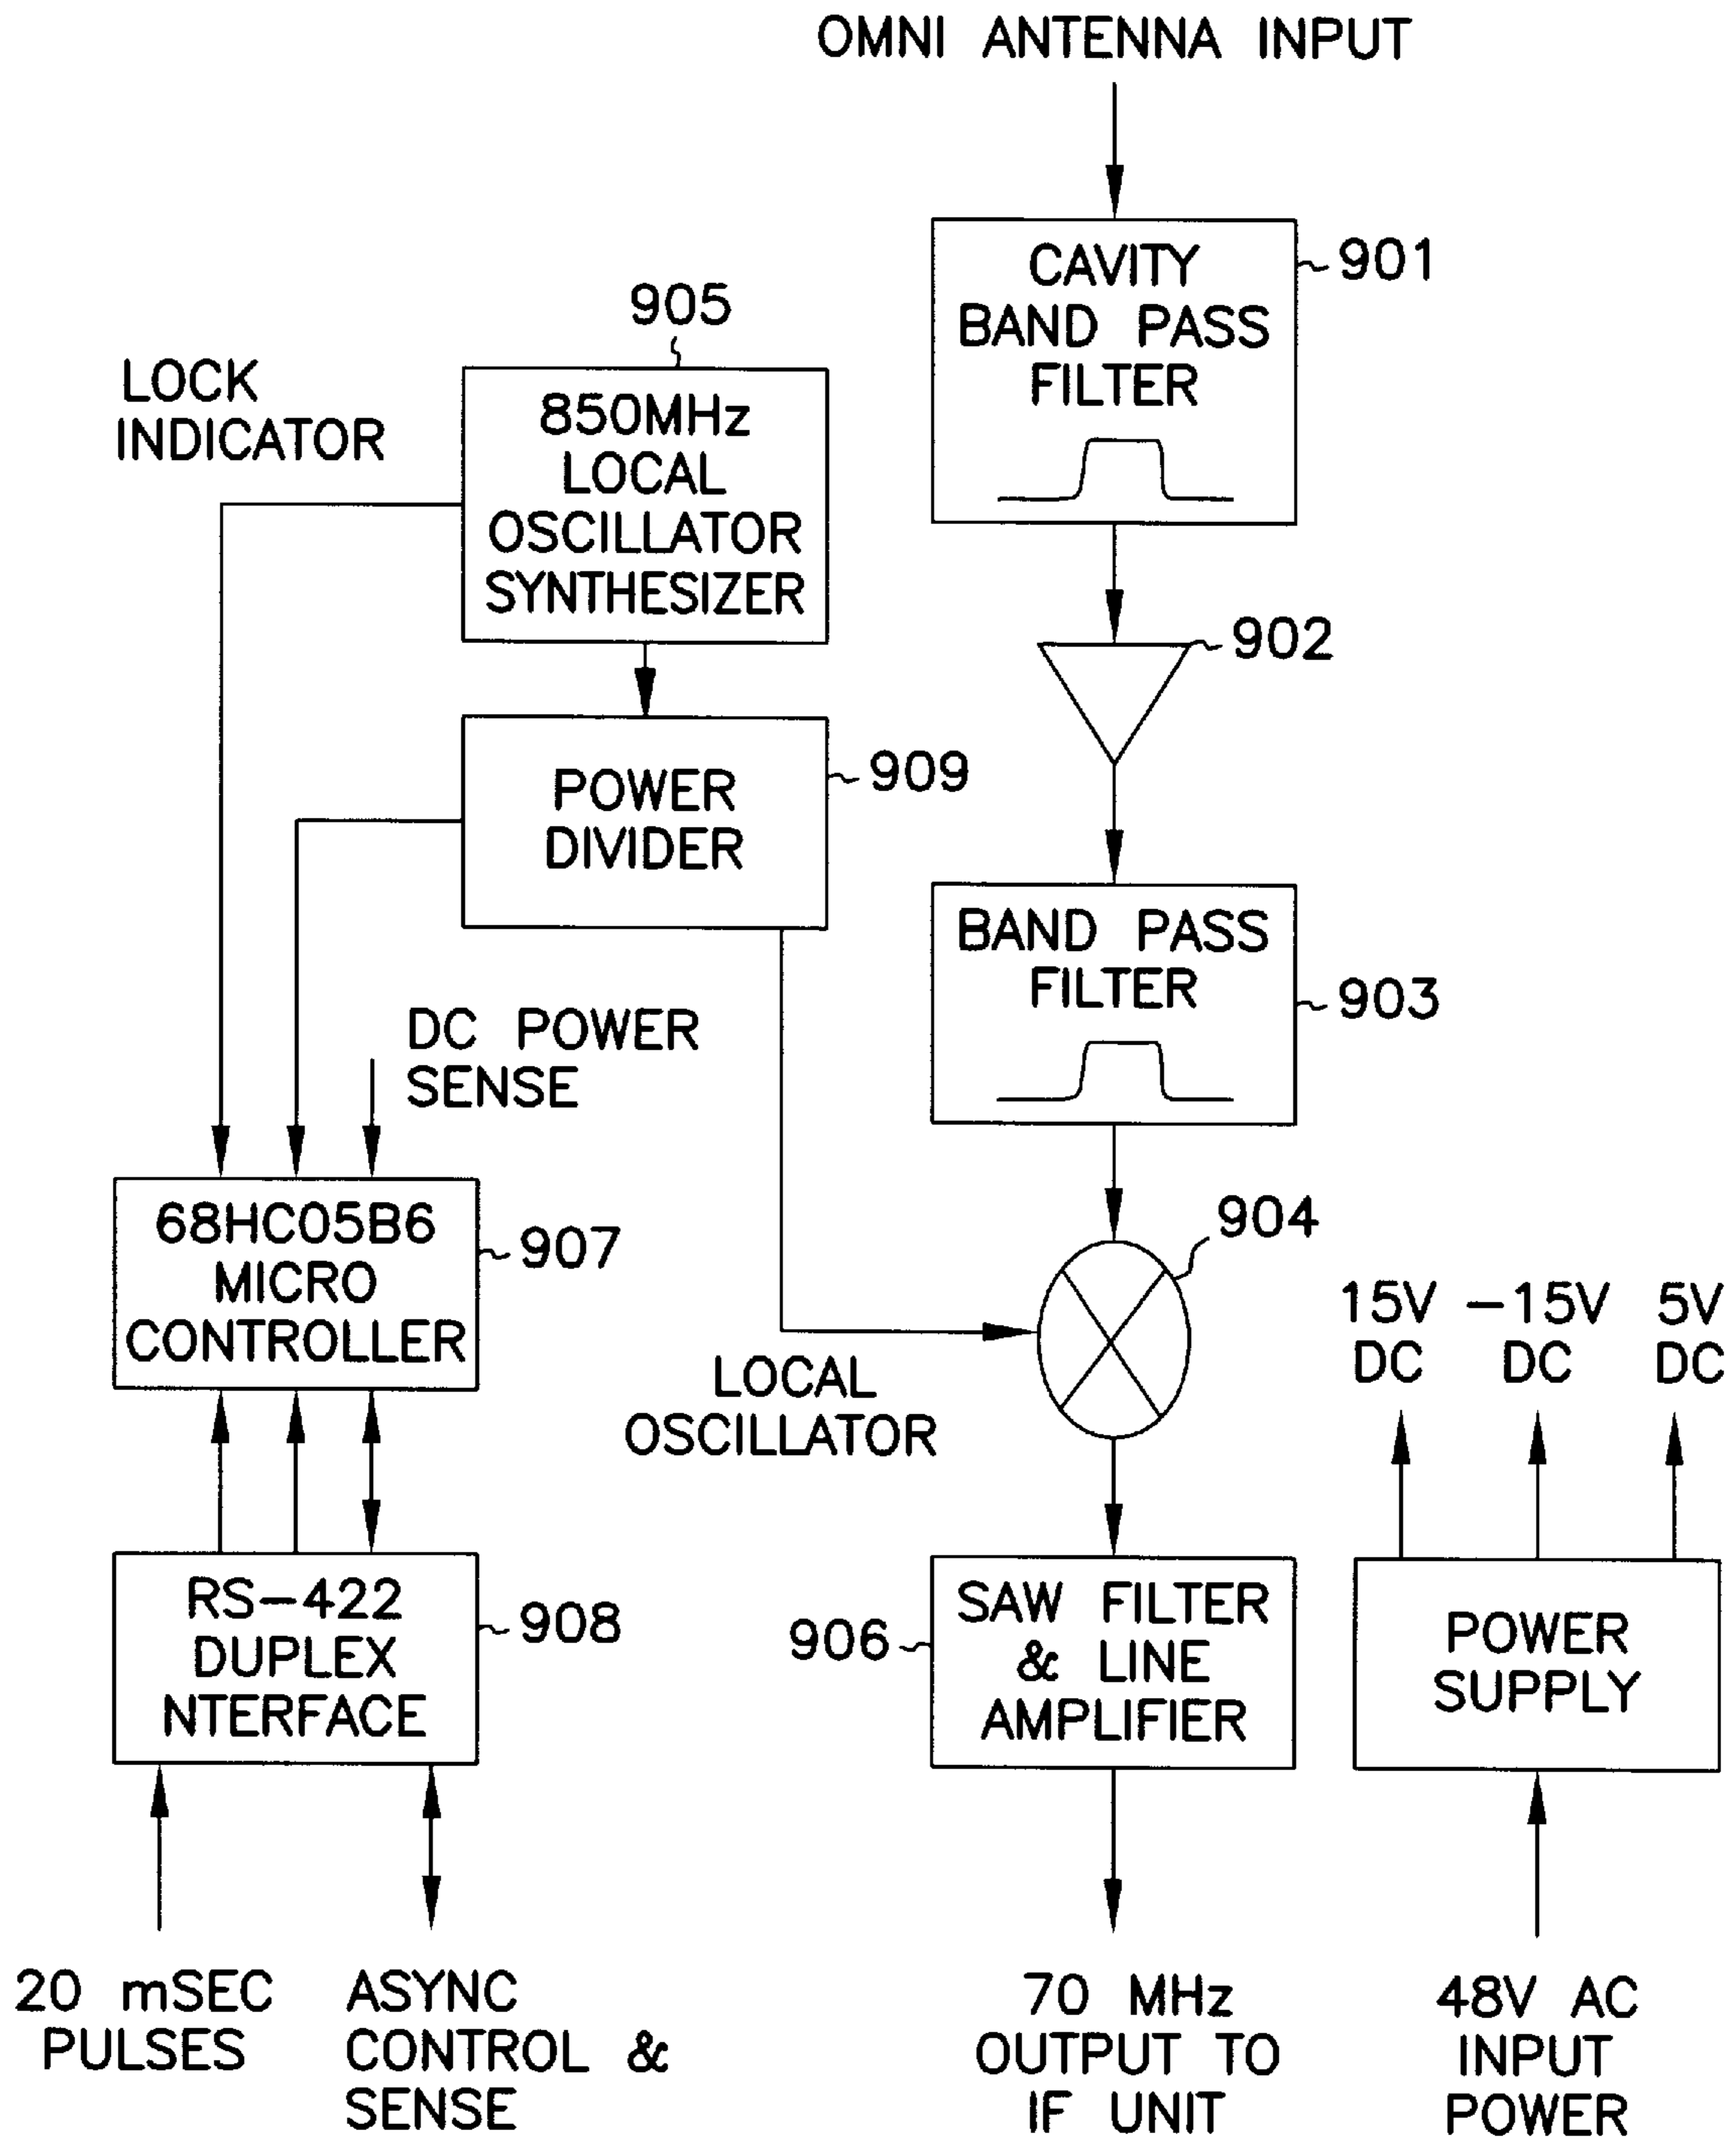 OMNI ANTENNA INPUT
CAVITY
BAND PASS
FILTER
901
905
LOCK
INDICATOR
850MHz
LOCAL
OSCILLATOR
SYNTHESIZER
902
POWER
DIVIDER
909
BAND PASS
FILTER
903
DC POWER
SENSE
68HC05B6
MICRO
CONTROLLER
907
904
LOCAL
OSCILLATOR
15V
DC
-15V
DC
5V
DC
RS-422
DUPLEX
NTERFACE
908
906
SAW FILTER
& LINE
AMPLIFIER
POWER
SUPPLY
20 mSEC
PULSES
ASYNC
CONTROL &
SENSE
70 MHz
OUTPUT TO
IF UNIT
48V AC
INPUT
POWER